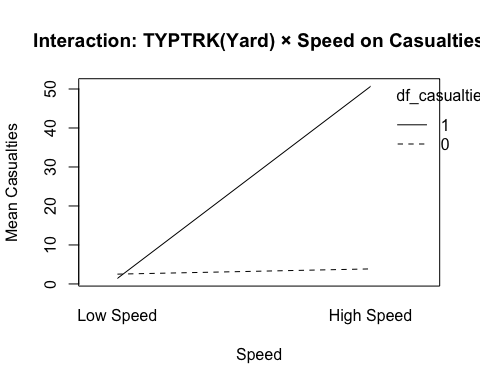 Interaction: TYPTRK(Yard) × Speed on Casualties
df_casualtie
1
0
Mean Casualties
50
40
30
20
10
0
Low Speed
High Speed
Speed